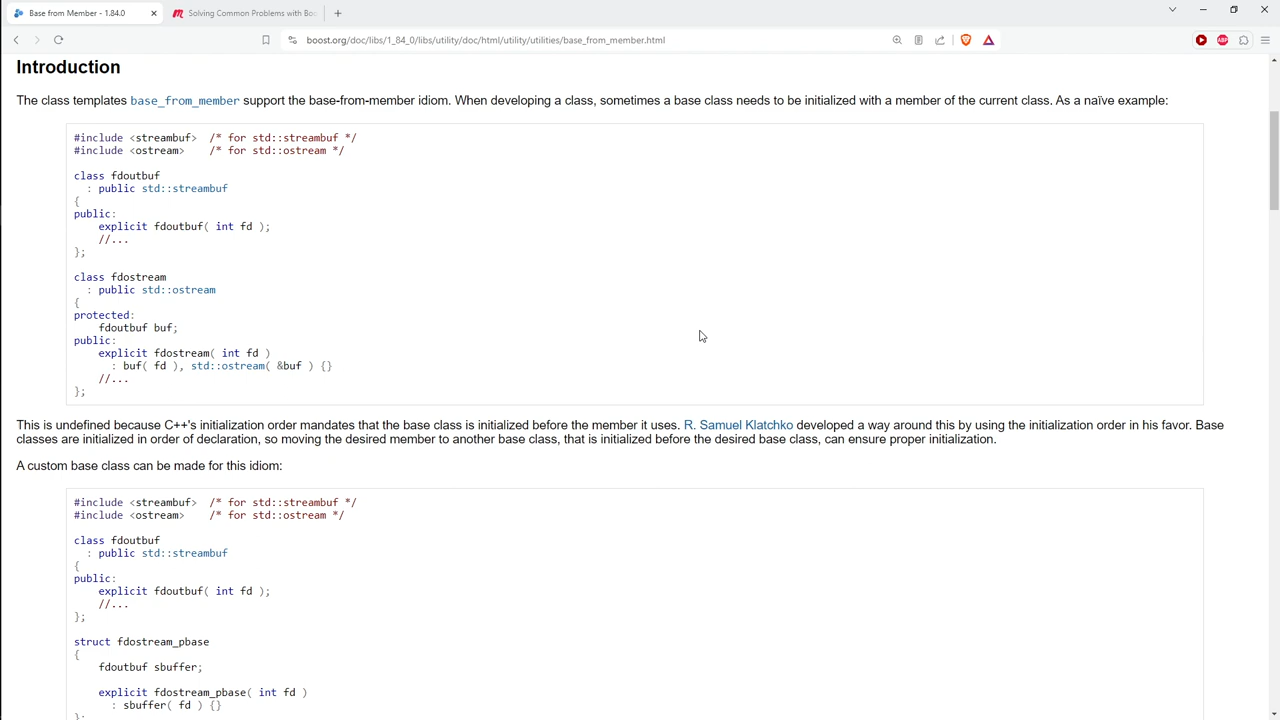 Base from Member - 1.84.0
Solving Common Problems with Boo
boost.org/doc/libs/1_84_0/libs/utility/doc/html/utility/utilities/base_from_member.html
ABP
Introduction
The class templates base_from_member support the base-from-member idiom. When developing a class, sometimes a base class needs to be initialized with a member of the current class. As a naïve example:
#include <streambuf>  /* for std::streambuf */
#include <ostream>    /* for std::ostream */
class fdoutbuf
  : public std::streambuf
{
public:
    explicit fdoutbuf( int fd );
    //...
};
class fdostream
  : public std::ostream
{
protected:
    fdoutbuf buf;
public:
    explicit fdostream( int fd )
        : buf( fd ), std::ostream( &buf ) {}
    //...
};
This is undefined because C++'s initialization order mandates that the base class is initialized before the member it uses. R. Samuel Klatchko developed a way around this by using the initialization order in his favor. Base
classes are initialized in order of declaration, so moving the desired member to another base class, that is initialized before the desired base class, can ensure proper initialization.
A custom base class can be made for this idiom:
#include <streambuf>  /* for std::streambuf */
#include <ostream>    /* for std::ostream */
class fdoutbuf
  : public std::streambuf
{
public:
    explicit fdoutbuf( int fd );
    //...
};
struct fdostream_pbase
{
    fdoutbuf sbuffer;
    explicit fdostream_pbase( int fd )
        : sbuffer( fd ) {}
};